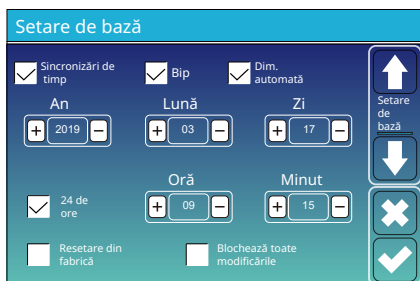 Setare de bază
Sincronizări de
timp
Bip
Dim.
automată
An
Lună
Zi
+ 2019 −
+ 03 −
+ 17 −
Setare
de
bază
24 de
ore
Oră
Minut
+ 09 −
+ 15 −
Resetare din
fabrică
Blochează toate
modificările